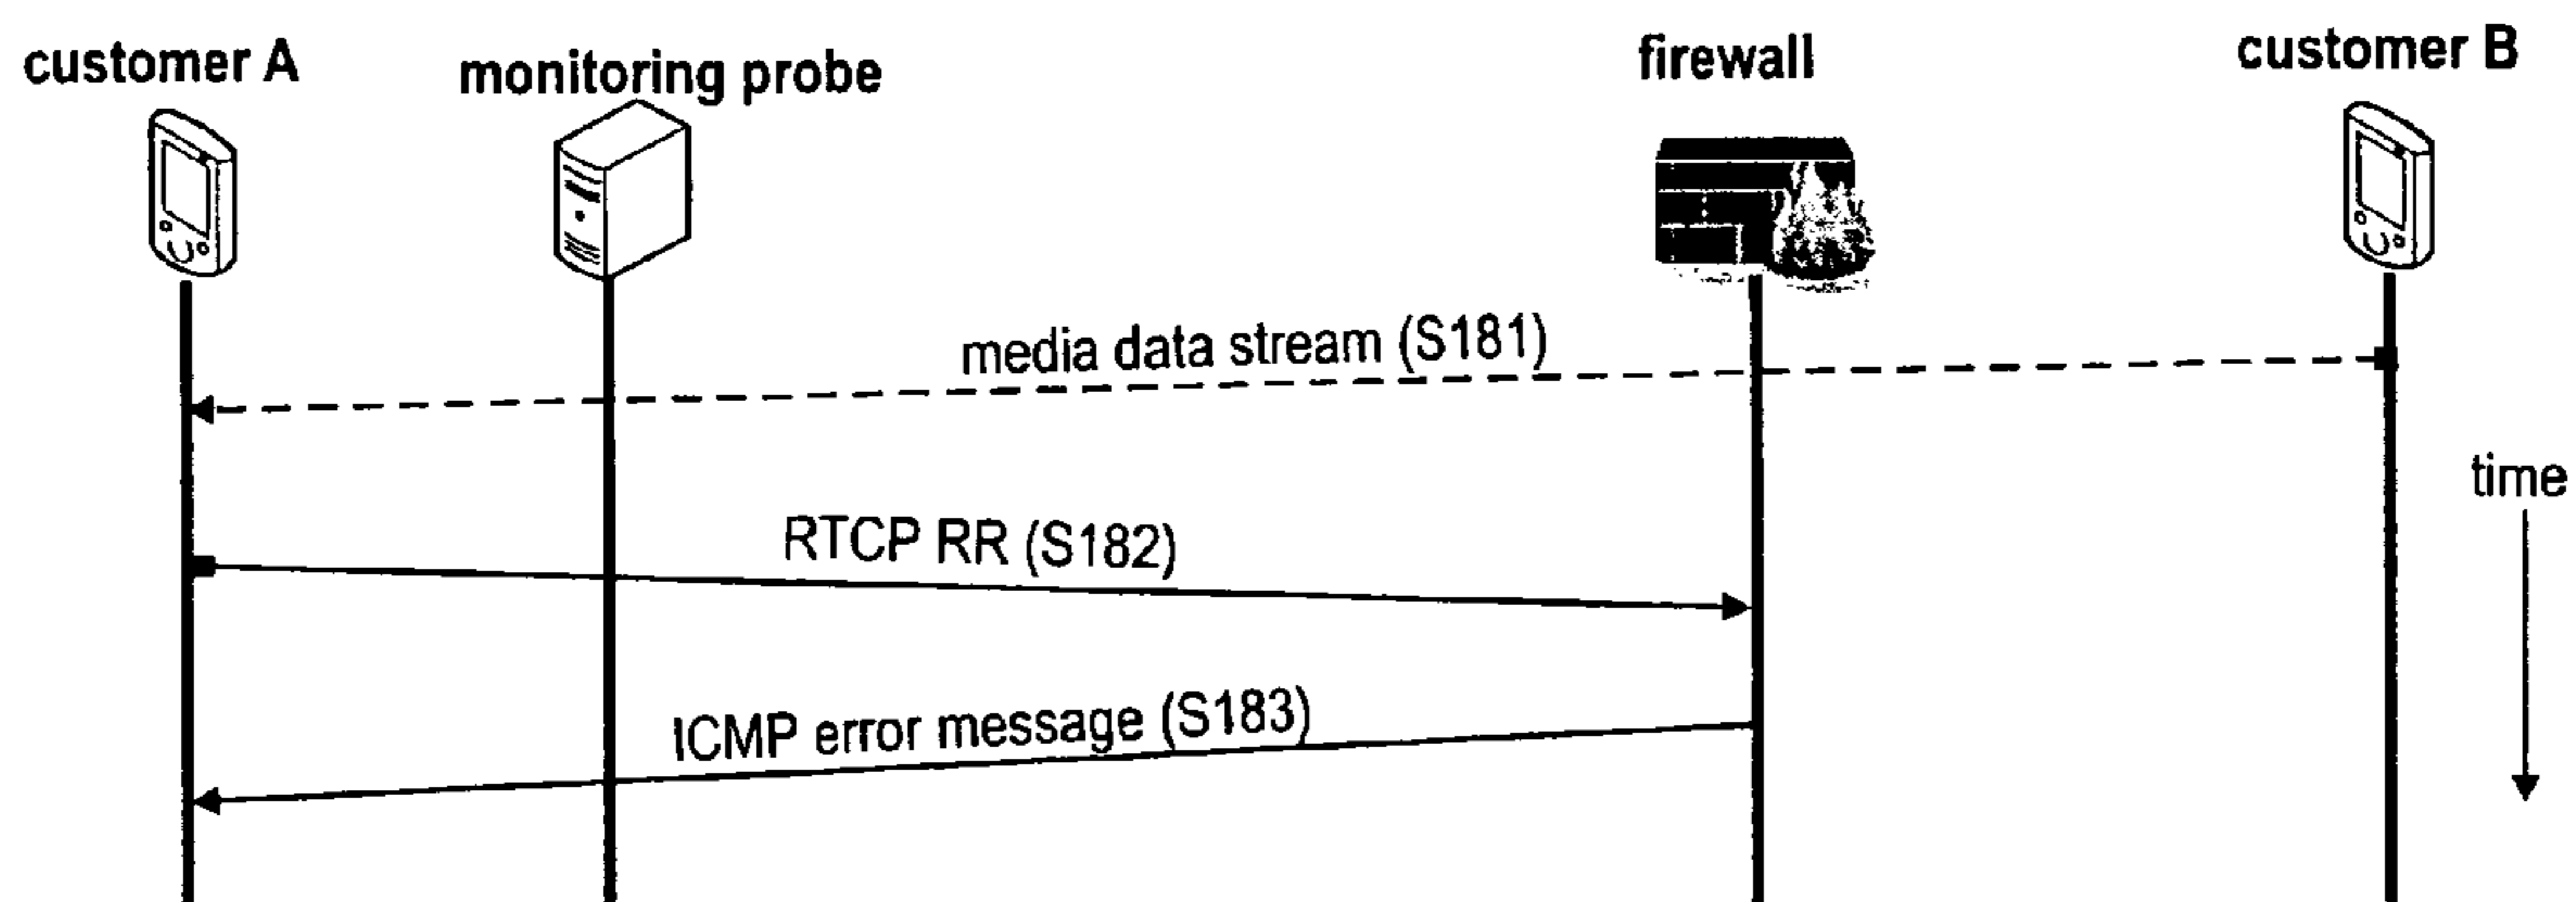 customer A
monitoring probe
firewall
customer B
media data stream (S181)
time
RTCP RR (S182)
ICMP error message (S183)